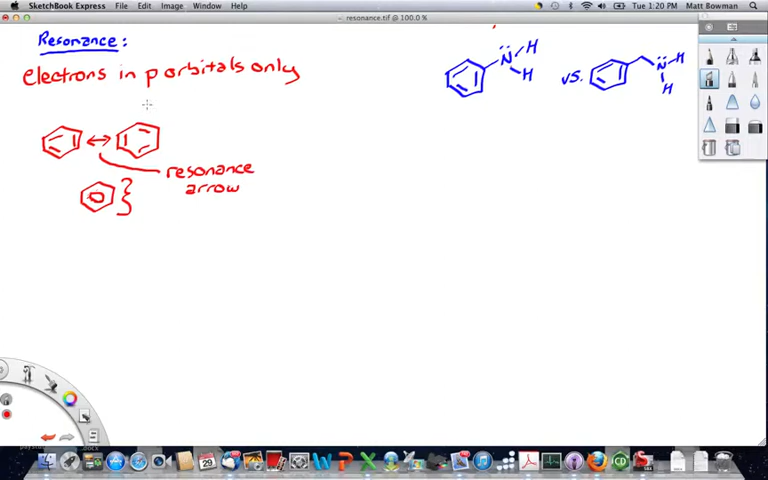 SketchBook Express File Edit View Image Window Help Tue 1:20 PM Matt Bowman
resonance.tif @ 100.0 %
Resonance:
electrons in p orbitals only
N H
H
vs.
N H
H
resonance
arrow